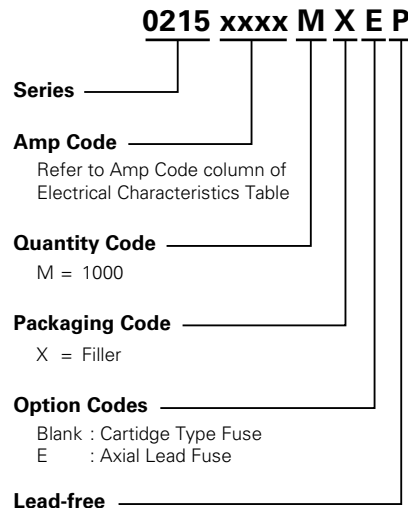 0215 xxxx M X E P
Series
Amp Code
Refer to Amp Code column of
Electrical Characteristics Table
Quantity Code
M = 1000
Packaging Code
X = Filler
Option Codes
Blank : Cartidge Type Fuse
E : Axial Lead Fuse
Lead-free